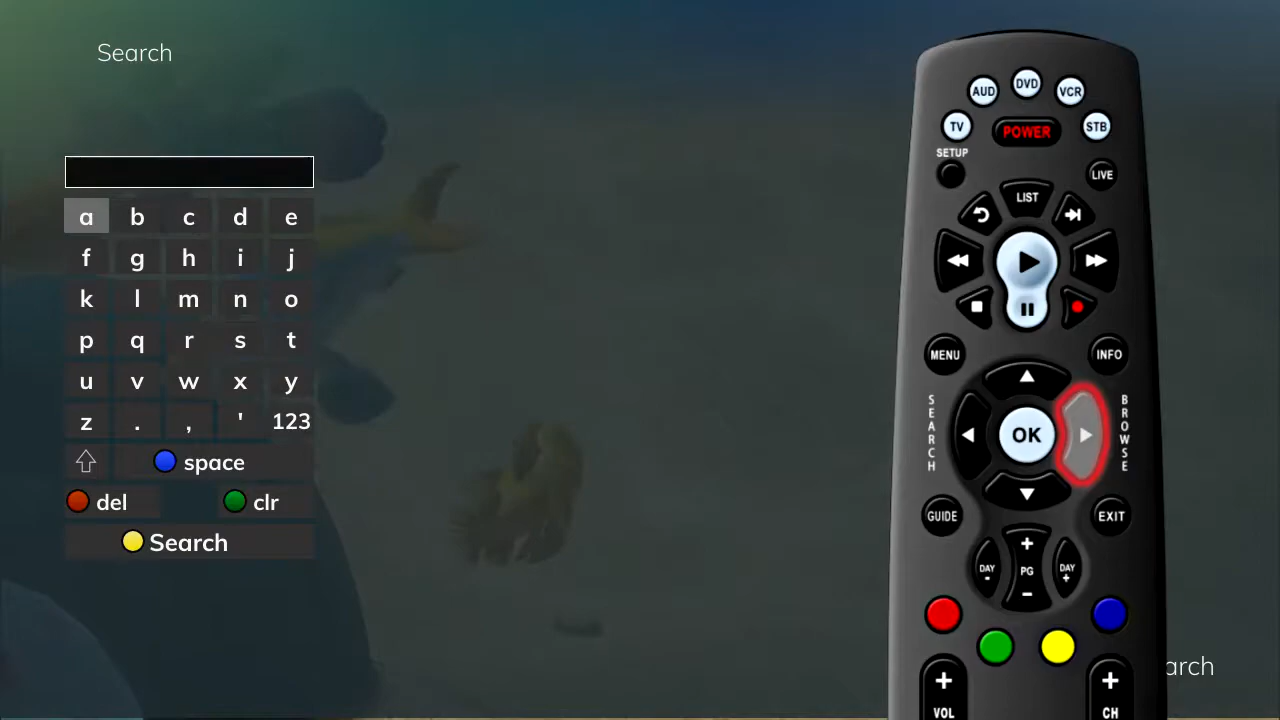 Search
a b c d e
f g h i j
k l m n o
p q r s t
u v w x y
z . , ' 123
space
del clr
Search
AUD DVD VCR
TV POWER STB
SETUP
LIVE
LIST
MENU INFO
SEARCH
OK
BROWSE
GUIDE EXIT
+
DAY - PG DAY +
-
+ +
VOL CH
arch